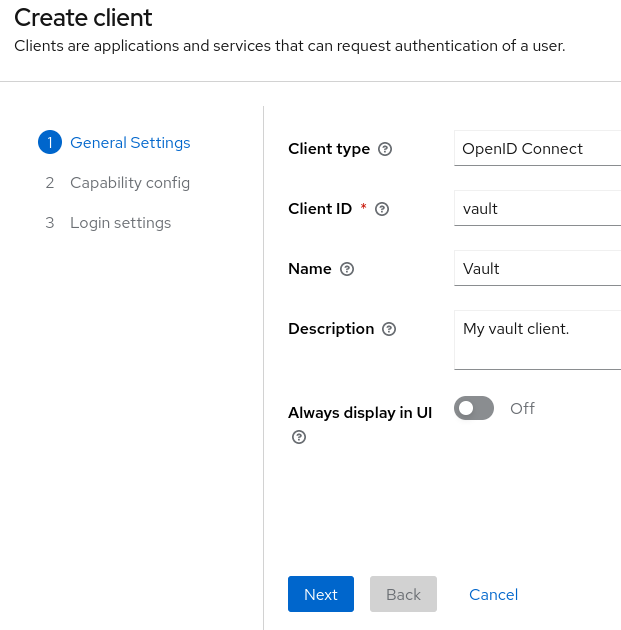 Create client
Clients are applications and services that can request authentication of a user.
1 General Settings
2 Capability config
3 Login settings
Client type ? OpenID Connect
Client ID * ? vault
Name ? Vault
Description ? My vault client.
Always display in UI ? Off
Next Back Cancel